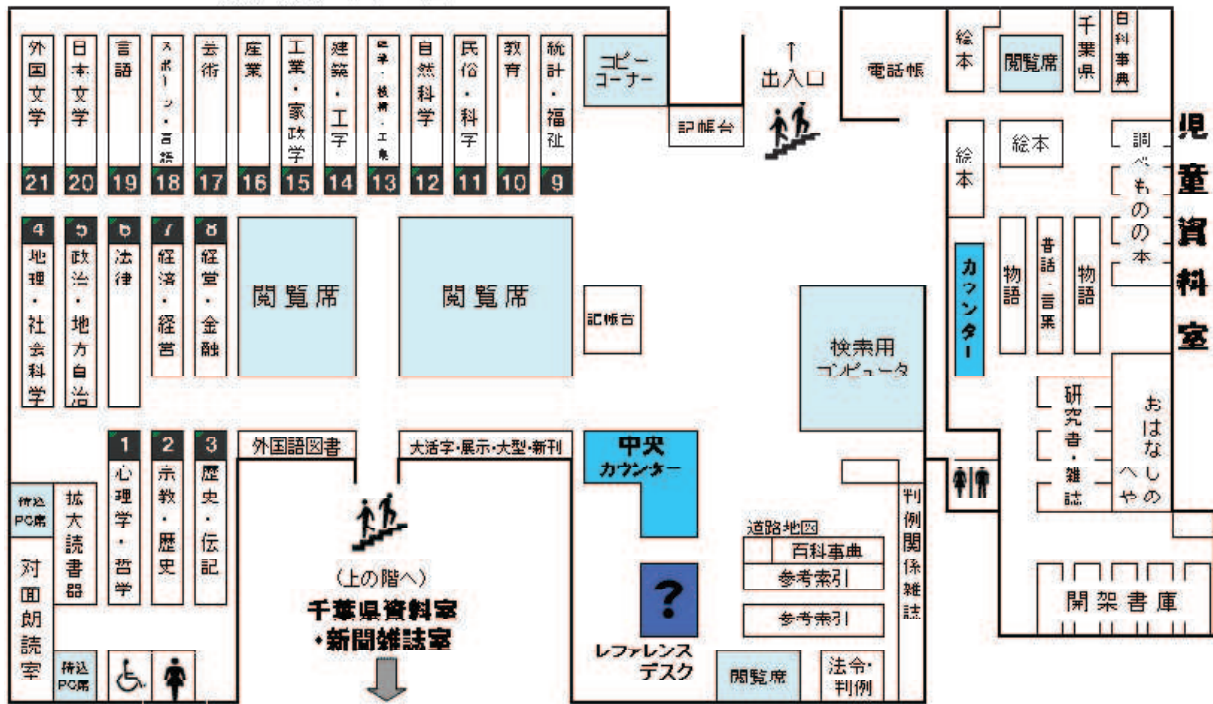 外国文学
日本文学
言語
スポーツ・言語
芸術
産業
工業・家政学
建築・工学
自然科学
民俗・科学
教育
統計・福祉
コピー
コーナー
↑
出入口
記帳台
電話帳
絵本
閲覧席
千葉県
百科事典
21
20
19
18
17
16
15
14
13
12
11
10
9
絵本
絵本
調べものの本
児童資料室
4
5
6
7
8
地理・社会科学
政治・地方自治
法律
経済・経営
経営・金融
閲覧席
閲覧席
記帳台
検索用
コンピュータ
カウンター
物語
昔話・言葉
物語
研究書・雑誌
おはなしの
へや
1
2
3
心理学・哲学
宗教・歴史
歴史・伝記
外国語図書
大活字・展示・大型・新刊
中央
カウンター
持込
PC席
拡大読書器
対面朗読室
持込
PC席
(上の階へ)
千葉県資料室
・新聞雑誌室
?
レファレンス
デスク
道路地図
百科事典
参考索引
参考索引
判例関係雑誌
閲覧席
法令・
判例
開架書庫